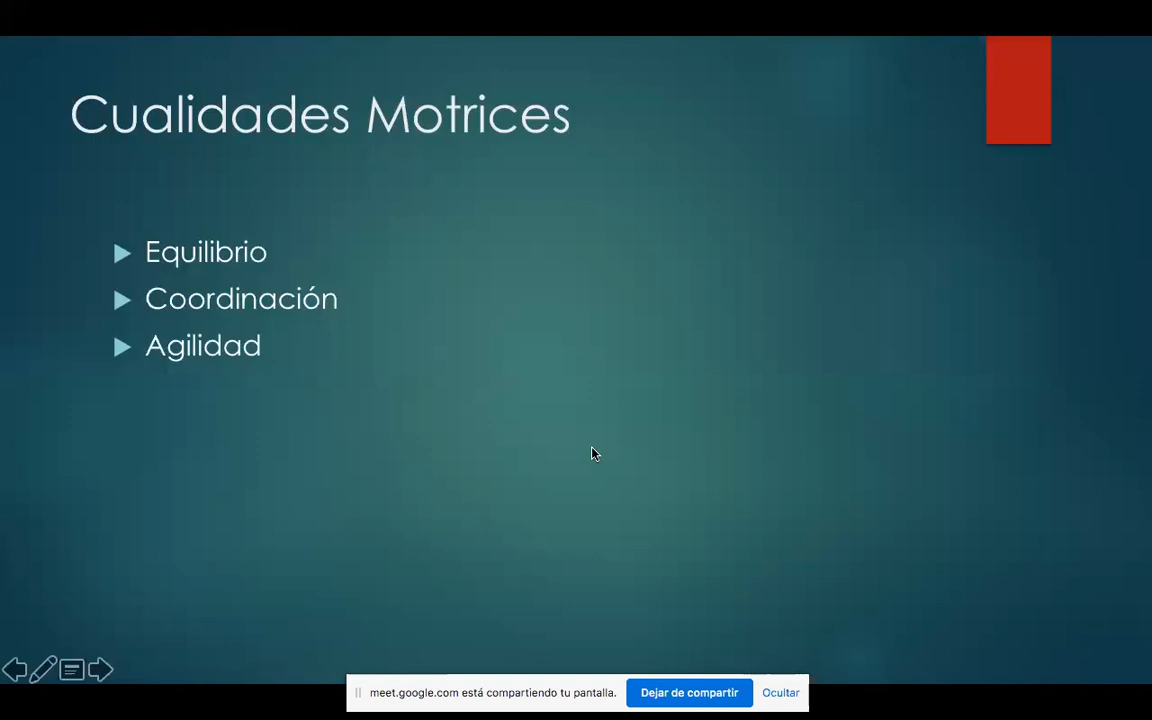 Cualidades Motrices
Equilibrio
Coordinación
Agilidad
meet.google.com está compartiendo tu pantalla. Dejar de compartir Ocultar